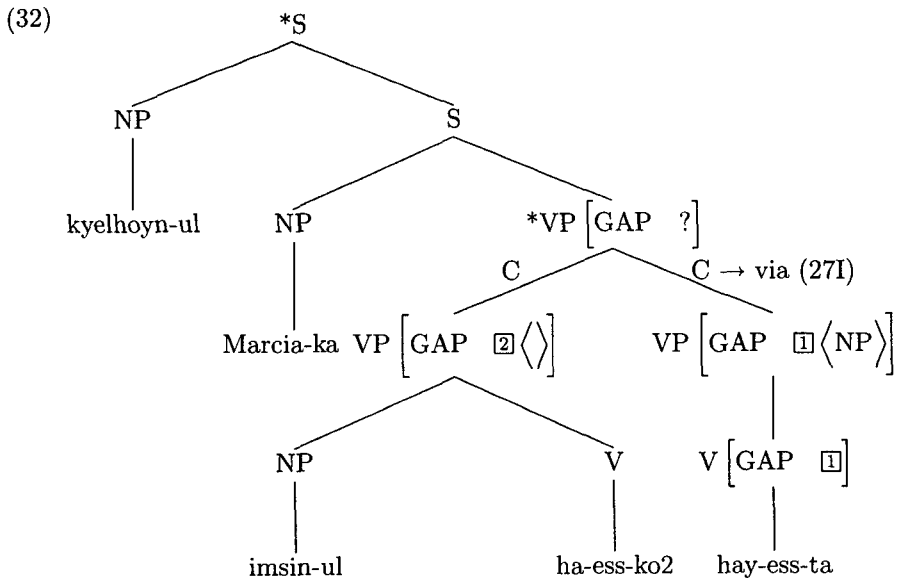 (32)
*S
NP S
kyelhoyn-ul NP *VP [GAP ?]
C C → via (27I)
Marcia-ka VP [GAP 2 ⟨⟩] VP [GAP 1 ⟨NP⟩]
NP V V [GAP 1]
imsin-ul ha-ess-ko2 hay-ess-ta